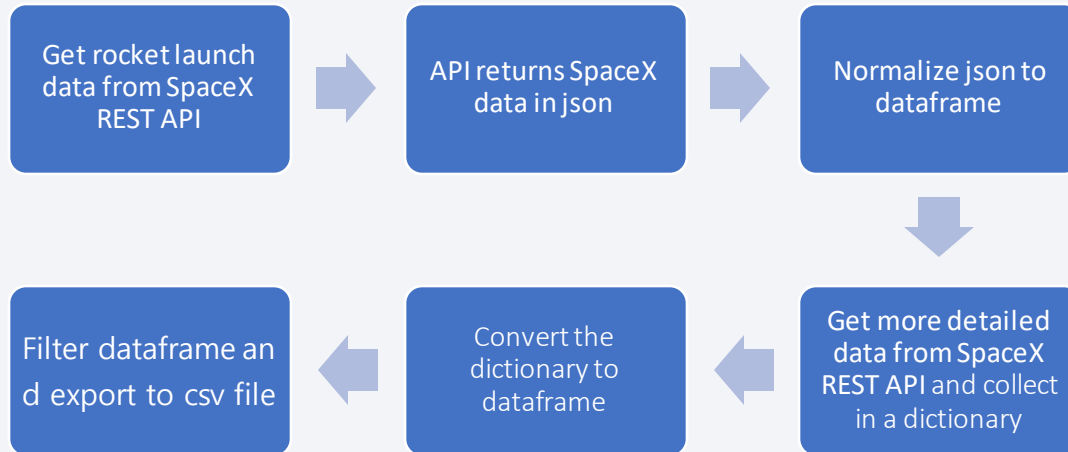 Get rocket launch
data from SpaceX
REST API
API returns SpaceX
data in json
Normalize json to
dataframe
Get more detailed
data from SpaceX
REST API and collect
in a dictionary
Convert the
dictionary to
dataframe
Filter dataframe an
d export to csv file